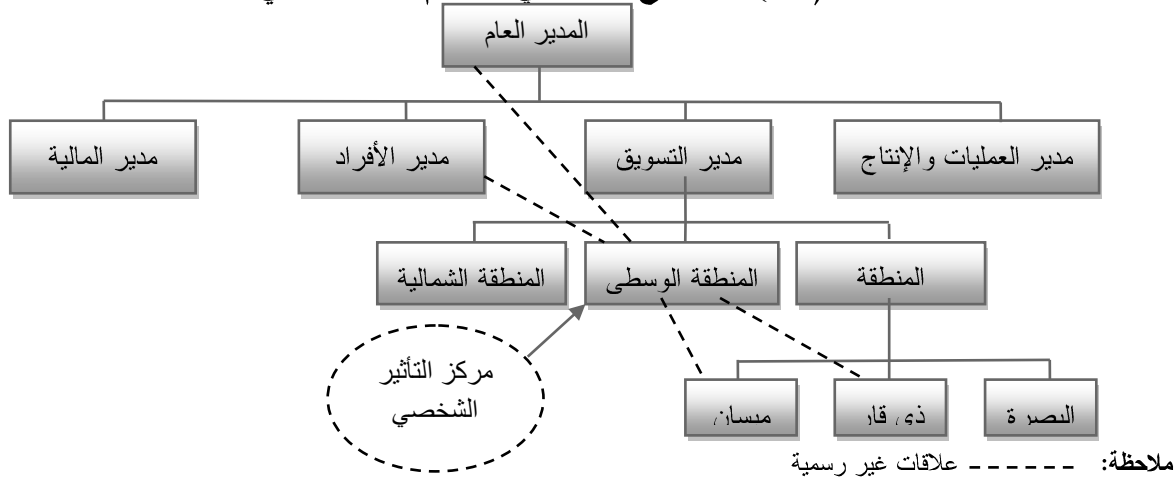 المدير العام
مدير العمليات والإنتاج
مدير التسويق
مدير الأفراد
مدير المالية
المنطقة
المنطقة الوسطى
المنطقة الشمالية
مركز التأثير
الشخصي
البصرة
ذي قار
ميسان
ملاحظة: ------ علاقات غير رسمية